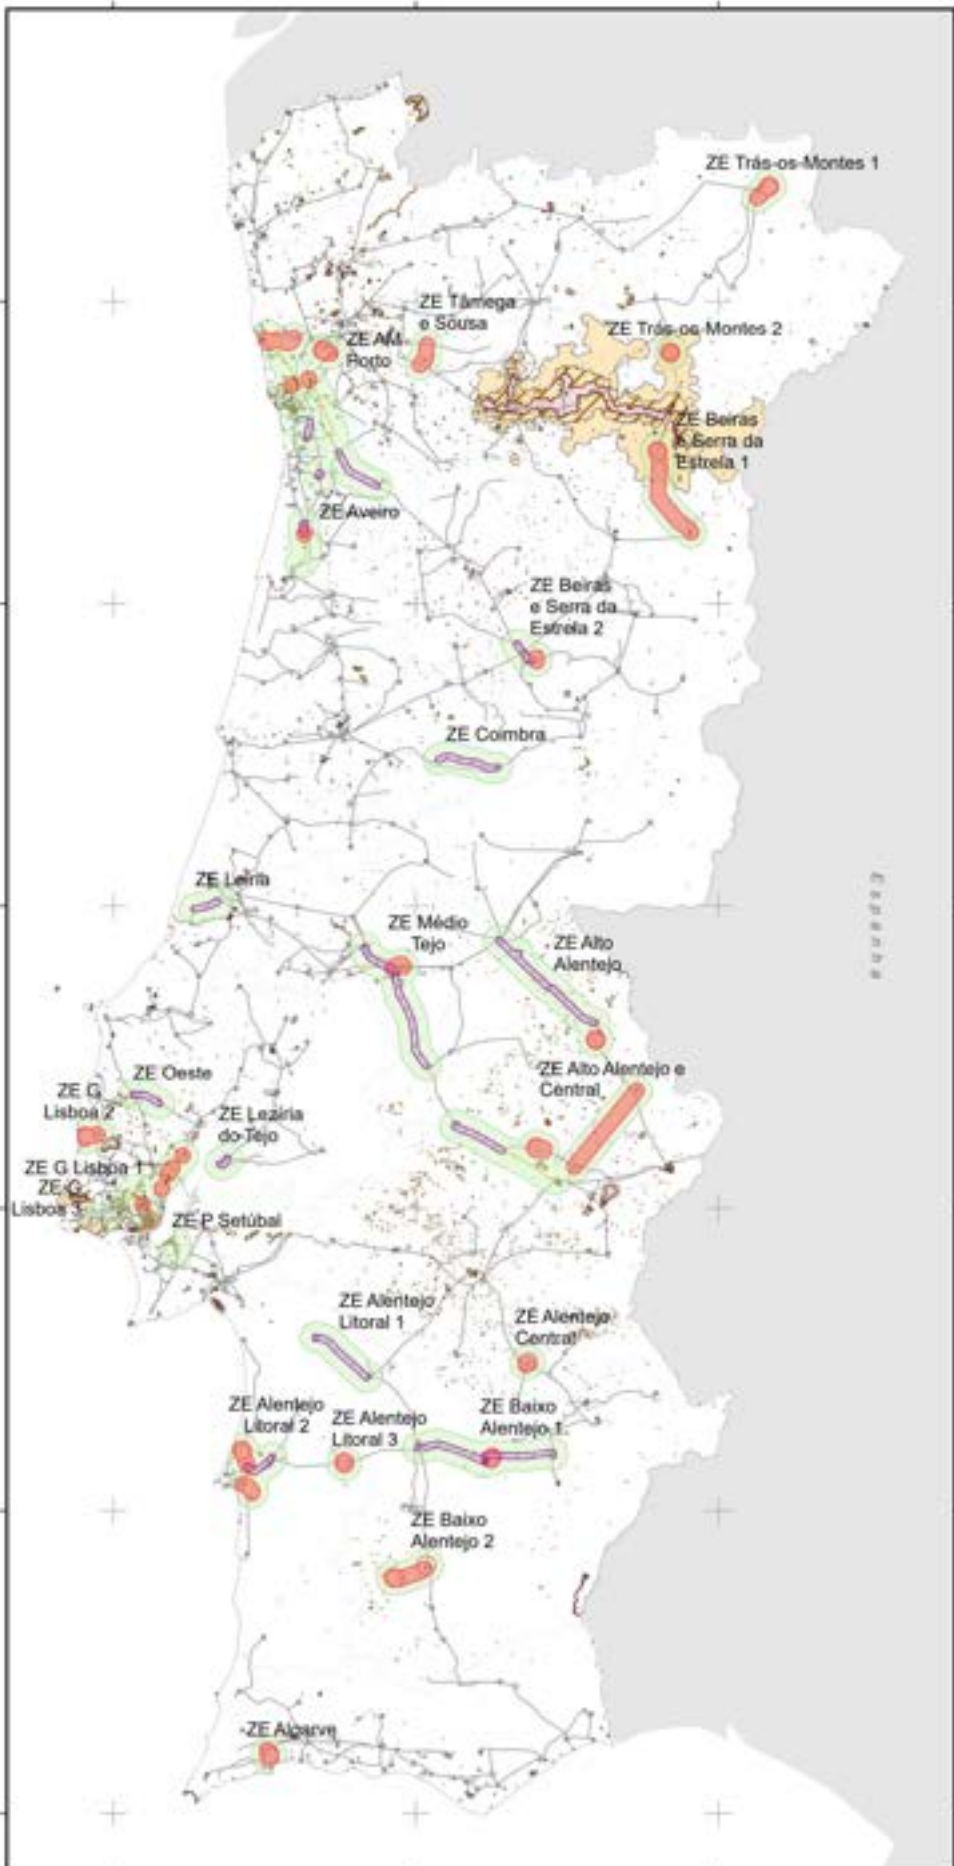 ZE Trás-os-Montes 1
ZE Tâmega
e Sousa
ZE Trás-os-Montes 2
ZE AM.
Porto
ZE Beiras
e Serra da
Estrela 1
ZE Aveiro
ZE Beiras
e Serra da
Estrela 2
ZE Coimbra
Espanha
ZE Leiria
ZE Médio
Tejo
ZE Alto
Alentejo
ZE Oeste
ZE Alto Alentejo e
Central
ZE G
Lisboa 2
ZE Lezíria
do Tejo
ZE G Lisboa 1
ZE G
Lisboa 3
ZE P Setúbal
ZE Alentejo
Litoral 1
ZE Alentejo
Central
ZE Alentejo
Litoral 2
ZE Alentejo
Litoral 3
ZE Baixo
Alentejo 1
ZE Baixo
Alentejo 2
ZE Algarve